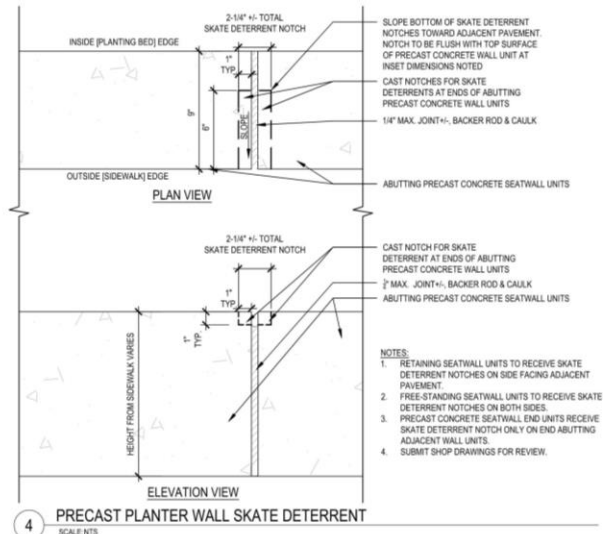 2-1/4" +/- TOTAL
SKATE DETERRENT NOTCH
INSIDE [PLANTING BED] EDGE
1"
TYP.
9"
6"
SLOPE
OUTSIDE [SIDEWALK] EDGE
PLAN VIEW
SLOPE BOTTOM OF SKATE DETERRENT
NOTCHES TOWARD ADJACENT PAVEMENT.
NOTCH TO BE FLUSH WITH TOP SURFACE
OF PRECAST CONCRETE WALL UNIT AT
INSET DIMENSIONS NOTED
CAST NOTCHES FOR SKATE
DETERRENTS AT ENDS OF ABUTTING
PRECAST CONCRETE WALL UNITS
1/4" MAX. JOINT+/-, BACKER ROD & CAULK
ABUTTING PRECAST CONCRETE SEATWALL UNITS
2-1/4" +/- TOTAL
SKATE DETERRENT NOTCH
1"
TYP.
1"
TYP.
HEIGHT FROM SIDEWALK VARIES
ELEVATION VIEW
CAST NOTCH FOR SKATE
DETERRENT AT ENDS OF ABUTTING
PRECAST CONCRETE WALL UNITS
" MAX. JOINT+/-, BACKER ROD & CAULK
ABUTTING PRECAST CONCRETE SEATWALL UNITS
NOTES:
1. RETAINING SEATWALL UNITS TO RECEIVE SKATE
DETERRENT NOTCHES ON SIDE FACING ADJACENT
PAVEMENT.
2. FREE-STANDING SEATWALL UNITS TO RECEIVE SKATE
DETERRENT NOTCHES ON BOTH SIDES.
3. PRECAST CONCRETE SEATWALL END UNITS RECEIVE
SKATE DETERRENT NOTCH ONLY ON END ABUTTING
ADJACENT WALL UNITS.
4. SUBMIT SHOP DRAWINGS FOR REVIEW.
4 PRECAST PLANTER WALL SKATE DETERRENT
SCALE:NTS